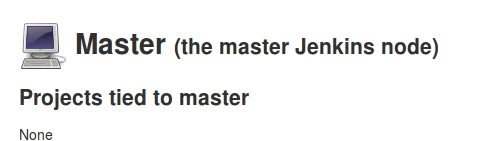 Master (the master Jenkins node)
Projects tied to master
None